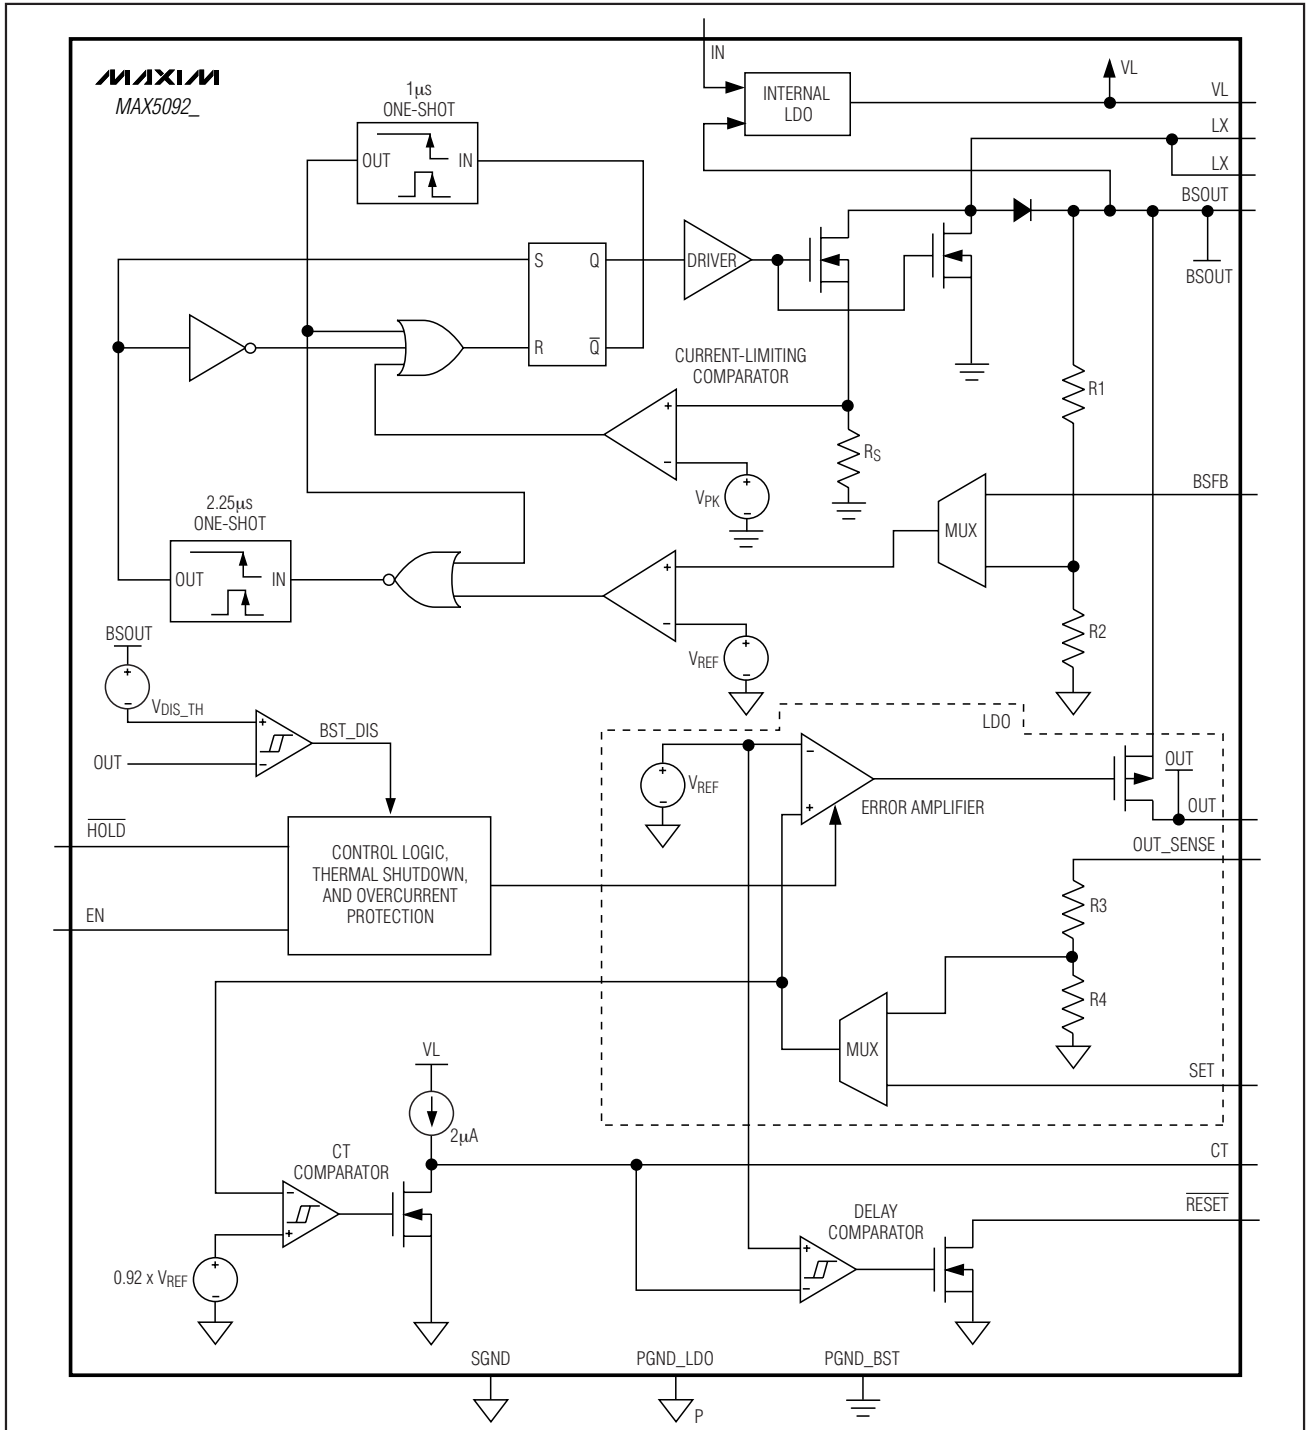 IN
MAXIM
MAX5092_
1µs
ONE-SHOT
INTERNAL
LDO
VL
VL
LX
OUT
IN
LX
BSOUT
S
Q
DRIVER
BSOUT
R
Q̅
CURRENT-LIMITING
COMPARATOR
R1
+
−
RS
VPK
+
−
BSFB
2.25µs
ONE-SHOT
MUX
OUT
IN
+
−
R2
BSOUT
VREF
+
−
+
−
VDIS_TH
+
−
BST_DIS
OUT
LDO
VREF
+
−
−
+
ERROR AMPLIFIER
OUT
OUT
H̅O̅L̅D̅
OUT_SENSE
CONTROL LOGIC,
THERMAL SHUTDOWN,
AND OVERCURRENT
PROTECTION
R3
EN
R4
VL
MUX
SET
2µA
CT
COMPARATOR
CT
−
+
R̅E̅S̅E̅T̅
DELAY
COMPARATOR
+
−
0.92 x VREF
+
−
SGND
PGND_LDO
PGND_BST
P